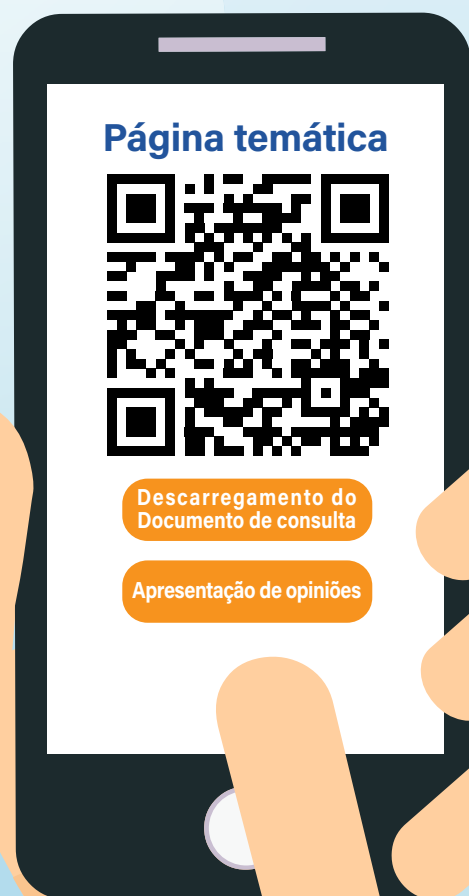 Página temática
Descarregamento do
Documento de consulta
Apresentação de opiniões